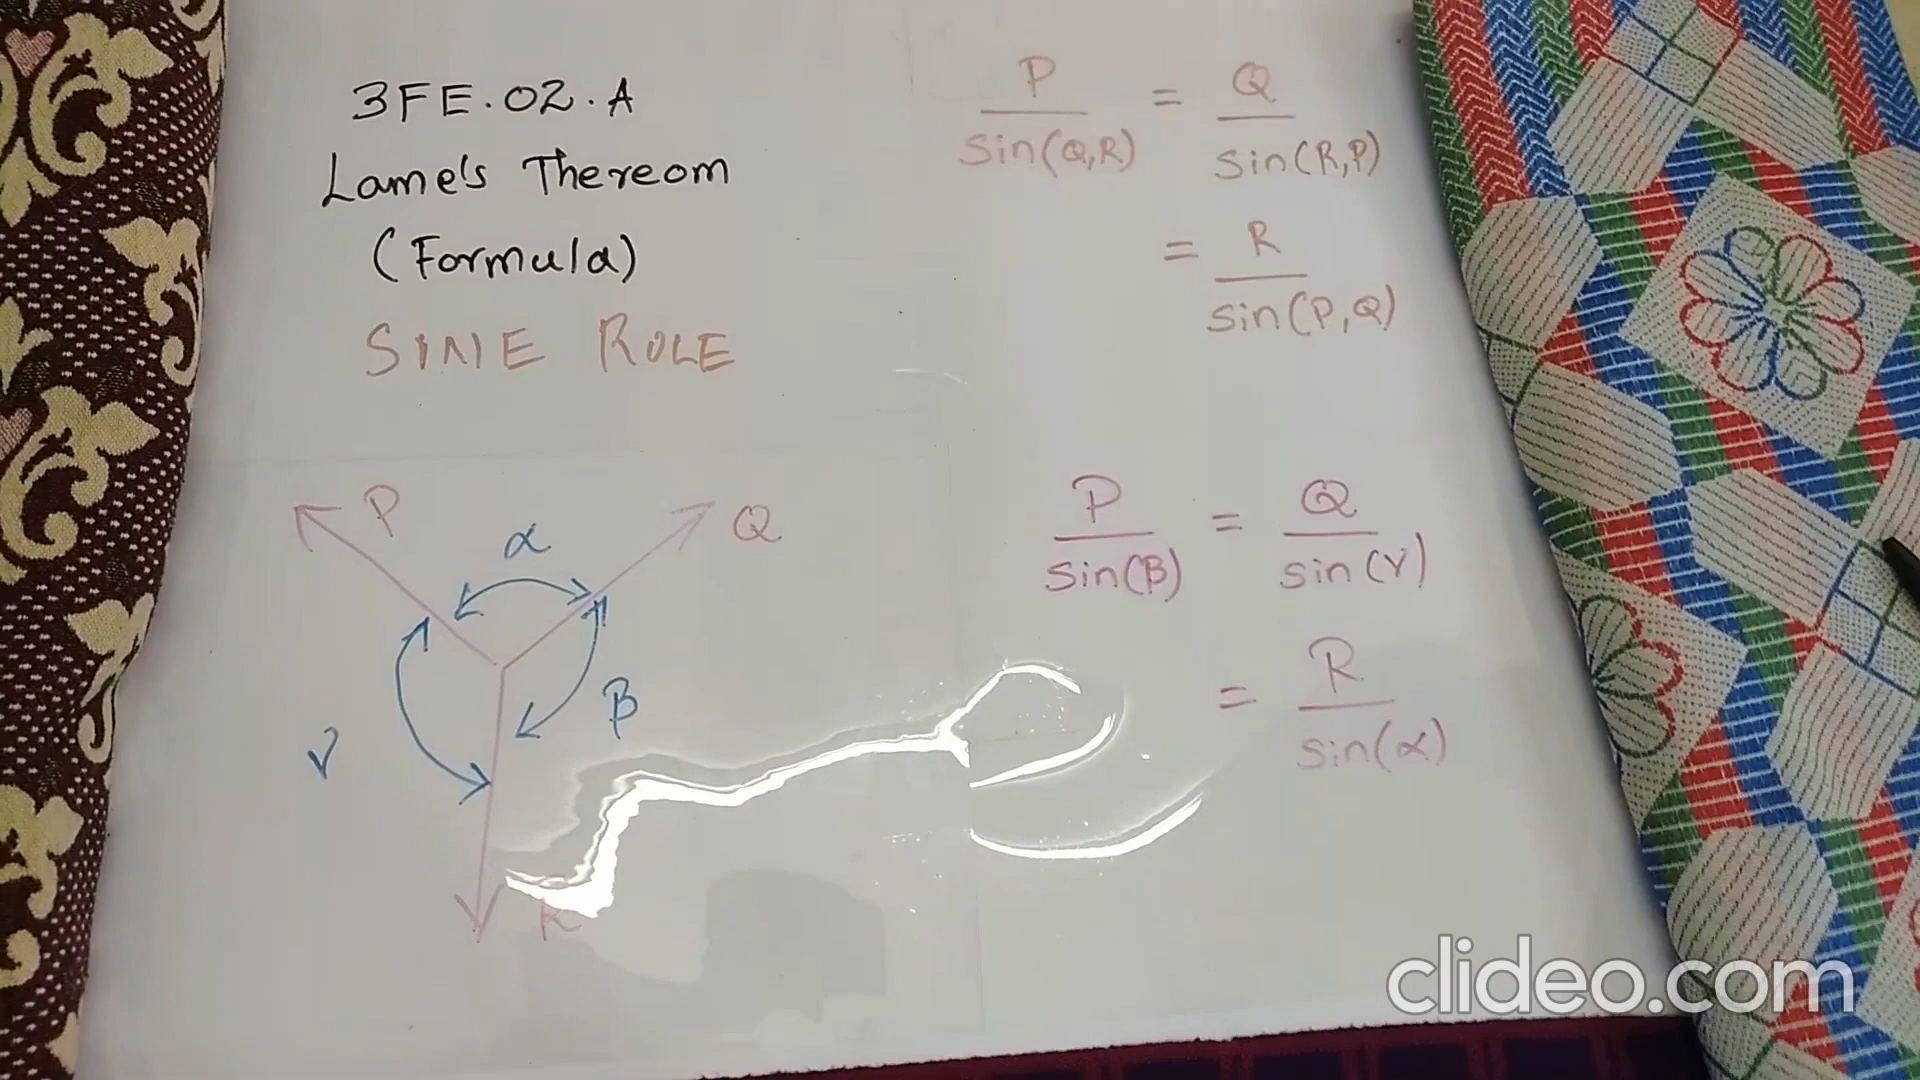 3FE.02.A
Lame's Thereom
(Formula)
SINE RULE
P/sin(Q,R) = Q/sin(R,P)
= R/sin(P,Q)
P Q
α
β
γ
R
P/sin(β) = Q/sin(γ)
= R/sin(α)
clideo.com